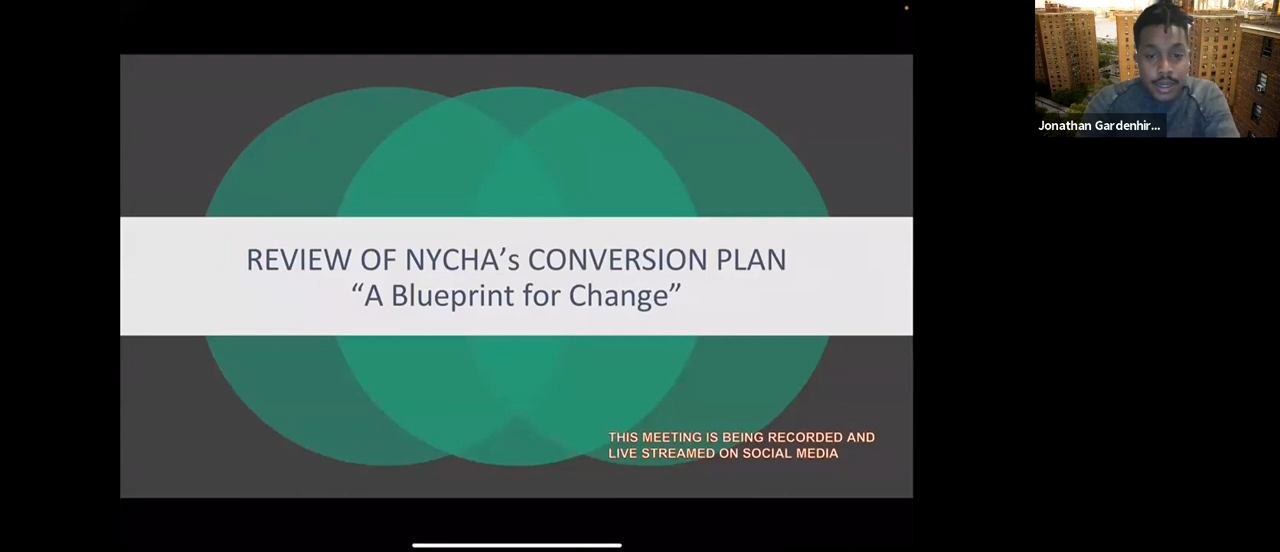 REVIEW OF NYCHA’s CONVERSION PLAN
“A Blueprint for Change”
THIS MEETING IS BEING RECORDED AND
LIVE STREAMED ON SOCIAL MEDIA
Jonathan Gardenhir...